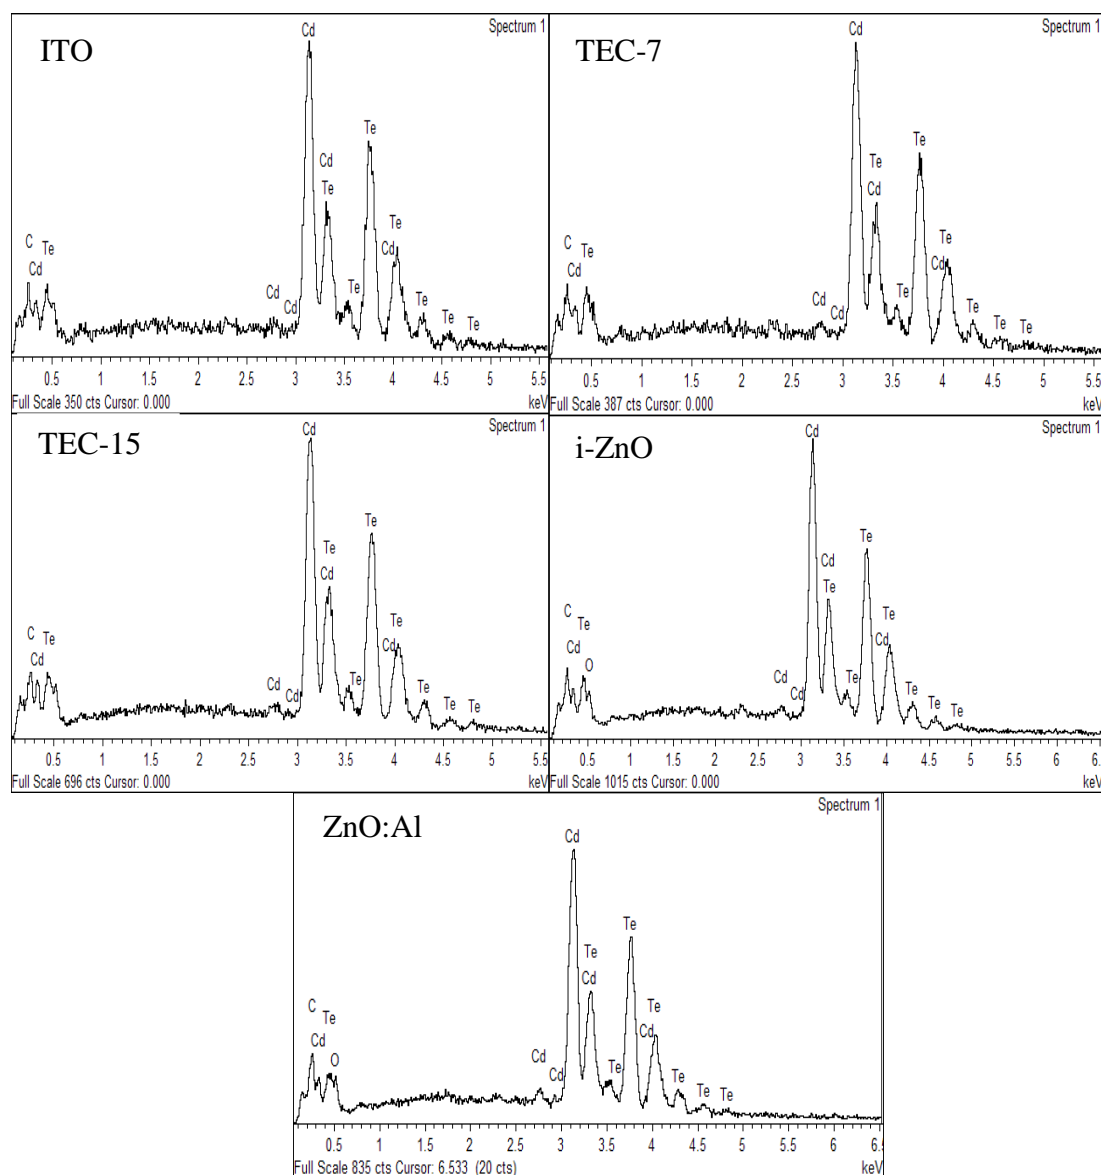 Spectrum 1
ITO
Cd
Te
Cd
Te
Te
C
Te
Cd
Cd
Te
Te
Cd
Cd
Te
Te
0.5 1 1.5 2 2.5 3 3.5 4 4.5 5 5.5
Full Scale 350 cts Cursor: 0.000 keV
Spectrum 1
TEC-7
Cd
Te
Te
Cd
Te
C
Te
Cd
Cd
Te
Te
Cd
Cd
Te
Te
0.5 1 1.5 2 2.5 3 3.5 4 4.5 5 5.5
Full Scale 387 cts Cursor: 0.000 keV
Spectrum 1
TEC-15
Cd
Te
Te
Cd
Te
C
Te
Cd
Cd
Te
Te
Cd
Cd
Te
Te
0.5 1 1.5 2 2.5 3 3.5 4 4.5 5 5.5
Full Scale 696 cts Cursor: 0.000 keV
Spectrum 1
i-ZnO
Cd
Te
Cd
Te
Te
C
Te
Cd
O
Cd
Te
Te
Cd
Cd
Te
Te
0.5 1 1.5 2 2.5 3 3.5 4 4.5 5 5.5 6 6.5
Full Scale 1015 cts Cursor: 0.000 keV
Spectrum 1
ZnO:Al
Cd
Te
Te
Cd
Te
C
Te
Cd
O
Cd
Cd
Cd
Te
Te
Te
Te
0.5 1 1.5 2 2.5 3 3.5 4 4.5 5 5.5 6 6.5
Full Scale 835 cts Cursor: 6.533 (20 cts) keV